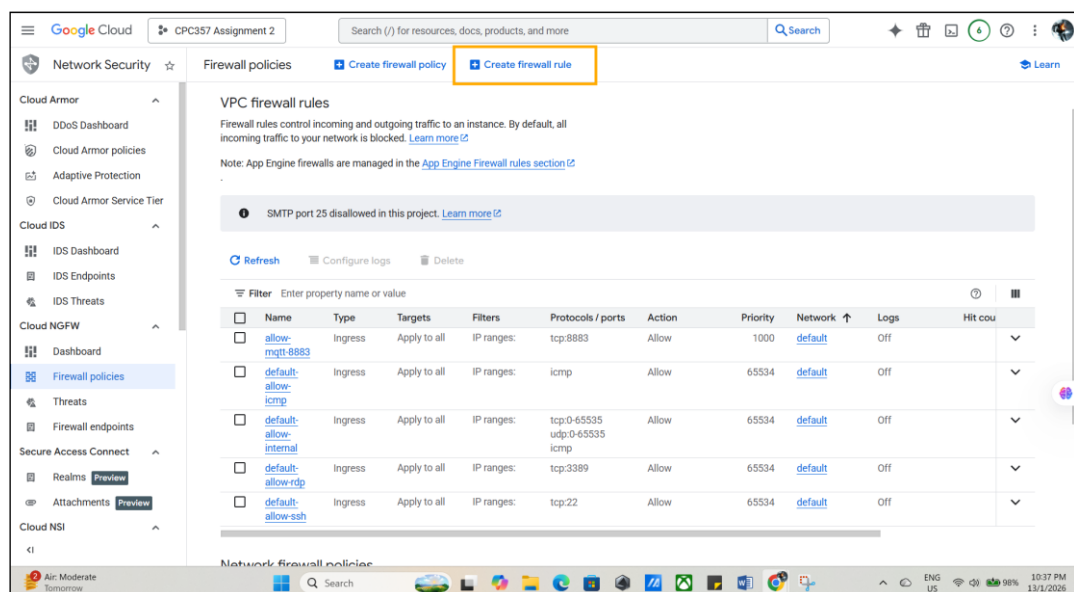 Google Cloud
CPC357 Assignment 2
Search (/) for resources, docs, products, and more
Search
6
Network Security
Firewall policies
Create firewall policy
Create firewall rule
Learn
Cloud Armor
DDoS Dashboard
Cloud Armor policies
Adaptive Protection
Cloud Armor Service Tier
Cloud IDS
IDS Dashboard
IDS Endpoints
IDS Threats
Cloud NGFW
Dashboard
Firewall policies
Threats
Firewall endpoints
Secure Access Connect
Realms Preview
Attachments Preview
Cloud NSI
VPC firewall rules
Firewall rules control incoming and outgoing traffic to an instance. By default, all
incoming traffic to your network is blocked. Learn more
Note: App Engine firewalls are managed in the App Engine Firewall rules section
.
SMTP port 25 disallowed in this project. Learn more
Refresh Configure logs Delete
Filter Enter property name or value
Name Type Targets Filters Protocols / ports Action Priority Network Logs Hit cou
allow- Ingress Apply to all IP ranges: tcp:8883 Allow 1000 default Off
mqtt-8883
default- Ingress Apply to all IP ranges: icmp Allow 65534 default Off
allow-
icmp
default- Ingress Apply to all IP ranges: tcp:0-65535 Allow 65534 default Off
allow- udp:0-65535
internal icmp
default- Ingress Apply to all IP ranges: tcp:3389 Allow 65534 default Off
allow-rdp
default- Ingress Apply to all IP ranges: tcp:22 Allow 65534 default Off
allow-ssh
Network firewall policies
2
Air: Moderate
Tomorrow
Search
ENG
US
98%
10:37 PM
13/1/2026